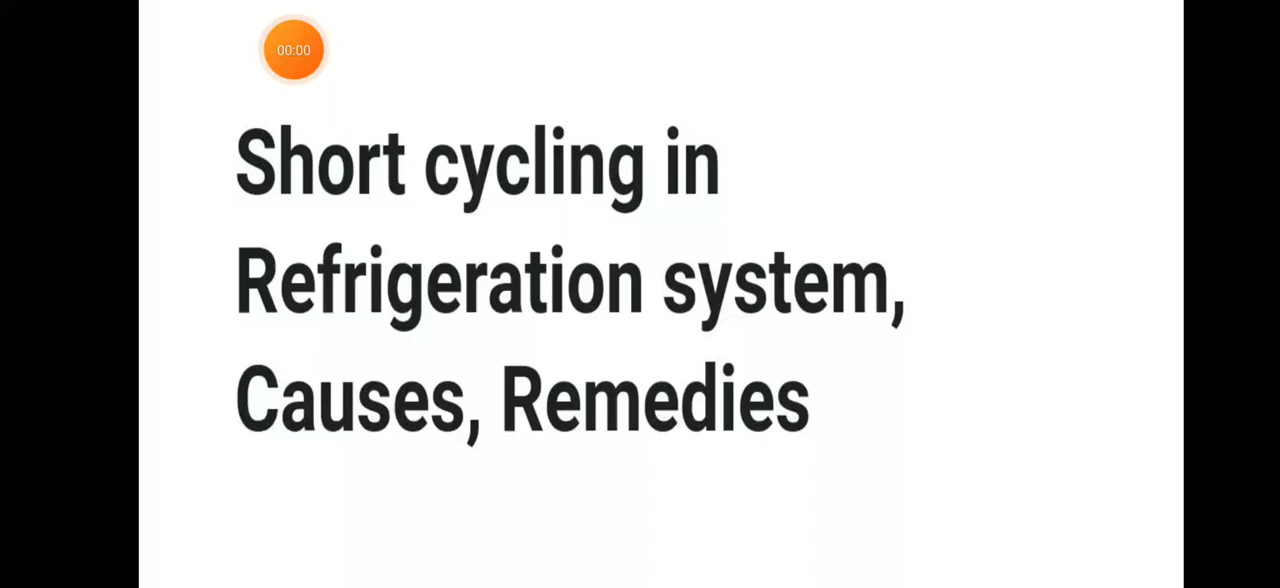 00:00
Short cycling in
Refrigeration system,
Causes, Remedies